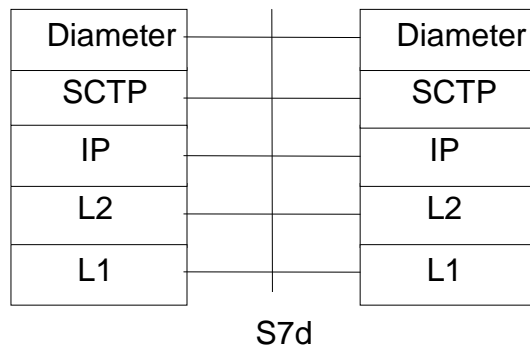 Diameter Diameter
SCTP SCTP
IP IP
L2 L2
L1 L1
S7d